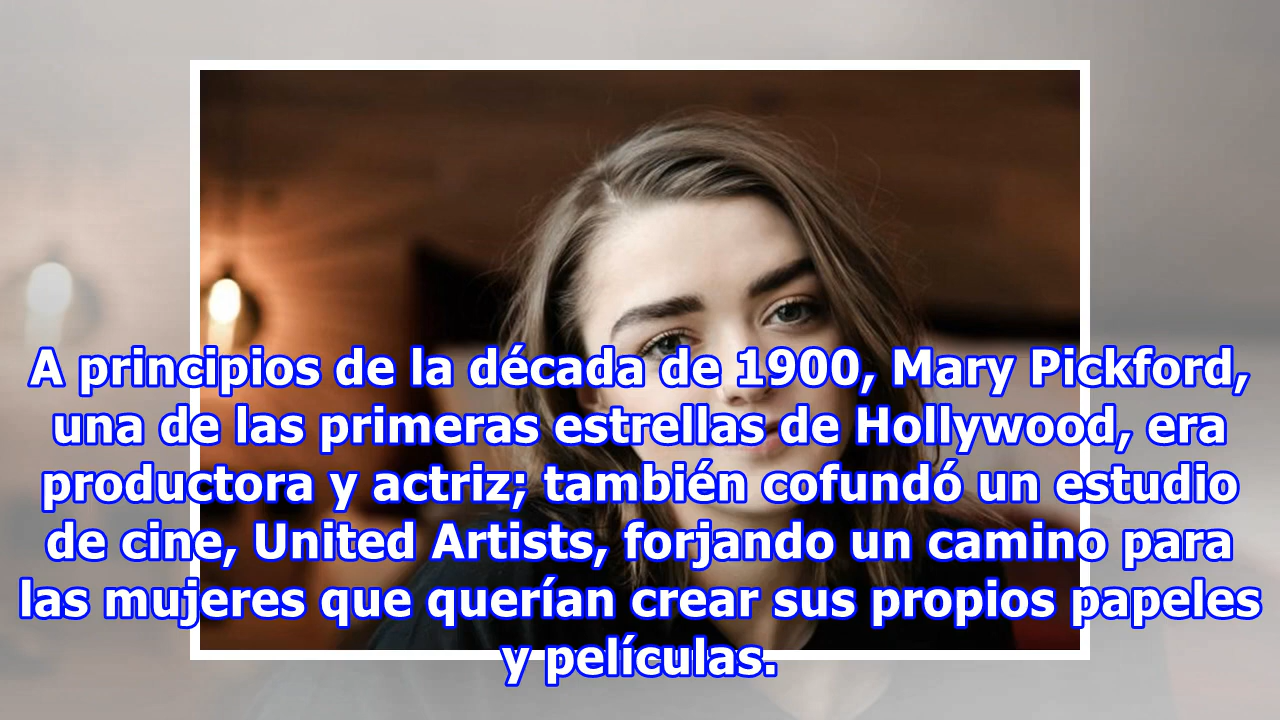 A principios de la década de 1900, Mary Pickford,
una de las primeras estrellas de Hollywood, era
productora y actriz; también cofundó un estudio
de cine, United Artists, forjando un camino para
las mujeres que querían crear sus propios papeles
y películas.